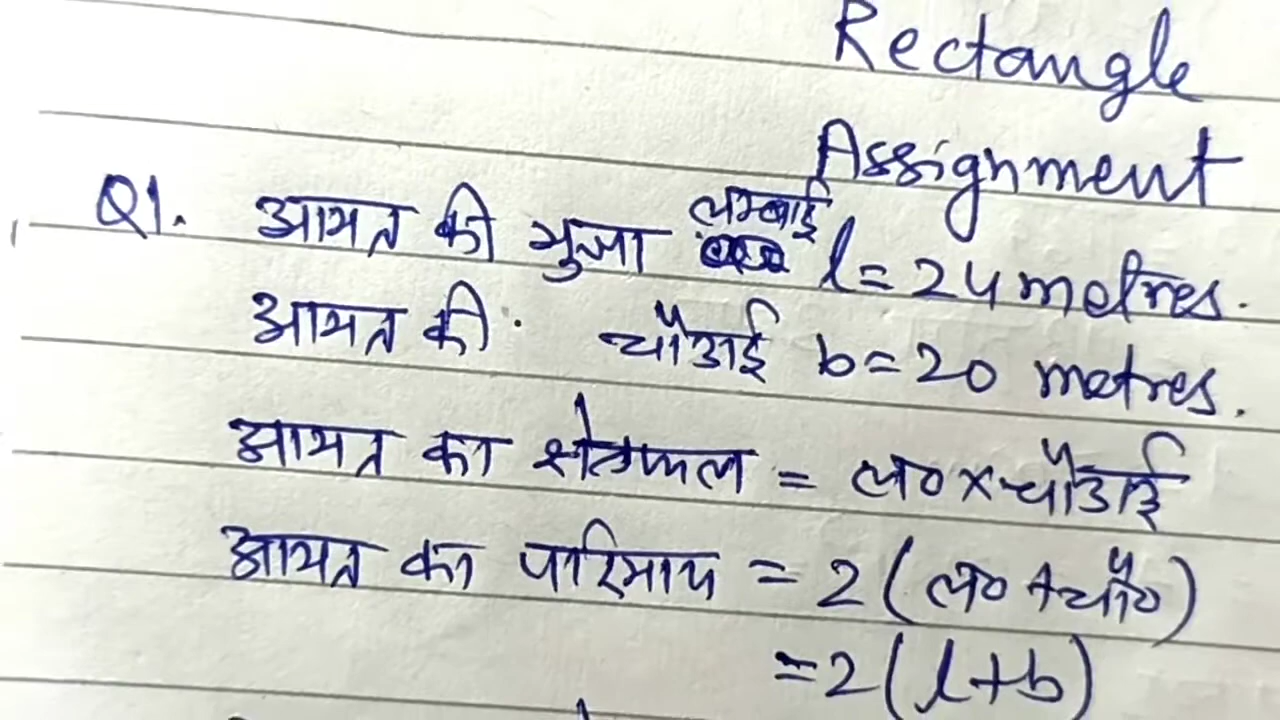 Rectangle
Assignment
Q1. आयत की भुजा लम्बाई l = 24 metres.
आयत की चौड़ाई b = 20 metres.
आयत का क्षेत्रफल = ल० × चौड़ाई
आयत का परिमाप = 2 (ल० + चौ०)
= 2 (l + b)